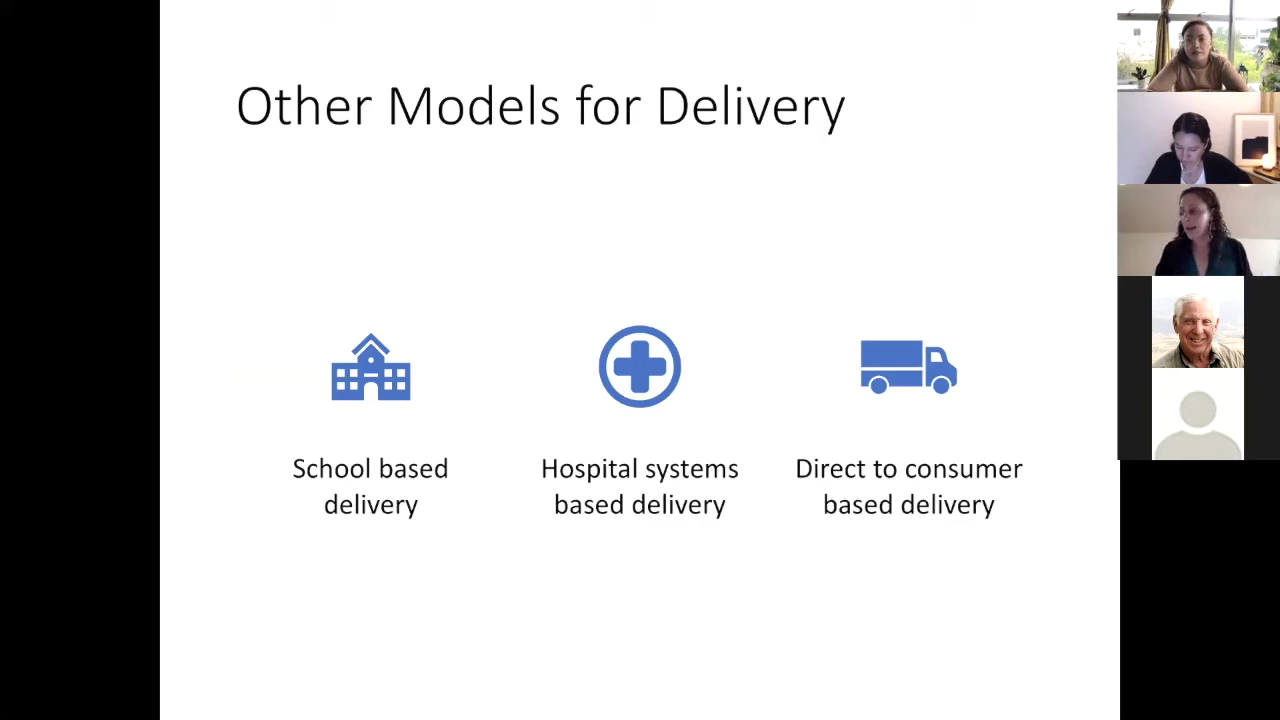 Other Models for Delivery
School based
delivery
Hospital systems
based delivery
Direct to consumer
based delivery